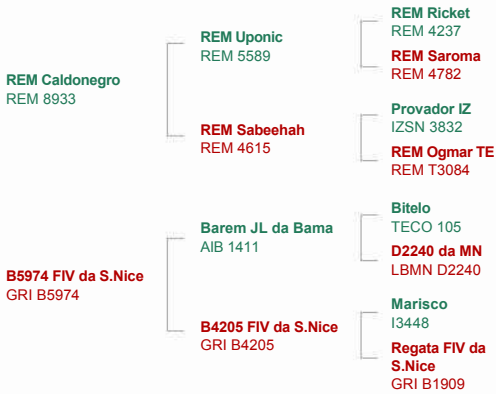 REM Caldonegro
REM 8933
REM Uponic
REM 5589
REM Ricket
REM 4237
REM Saroma
REM 4782
REM Sabeehah
REM 4615
Provador IZ
IZSN 3832
REM Ogmar TE
REM T3084
B5974 FIV da S.Nice
GRI B5974
Barem JL da Bama
AIB 1411
Bitelo
TECO 105
D2240 da MN
LBMN D2240
B4205 FIV da S.Nice
GRI B4205
Marisco
I3448
Regata FIV da
S.Nice
GRI B1909